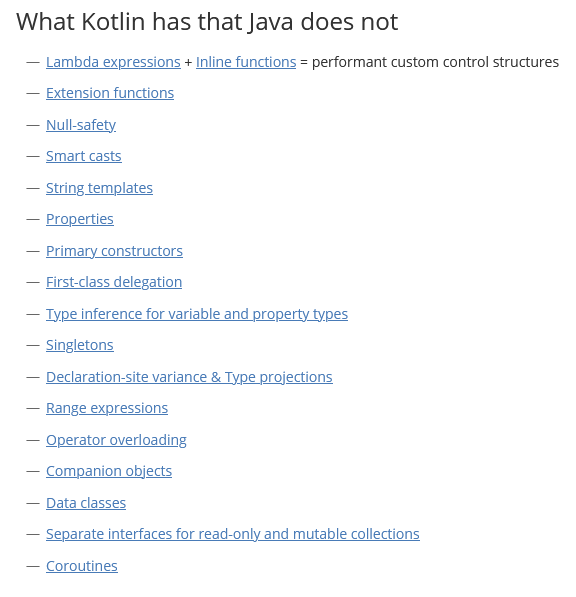 What Kotlin has that Java does not
— Lambda expressions + Inline functions = performant custom control structures
— Extension functions
— Null-safety
— Smart casts
— String templates
— Properties
— Primary constructors
— First-class delegation
— Type inference for variable and property types
— Singletons
— Declaration-site variance & Type projections
— Range expressions
— Operator overloading
— Companion objects
— Data classes
— Separate interfaces for read-only and mutable collections
— Coroutines